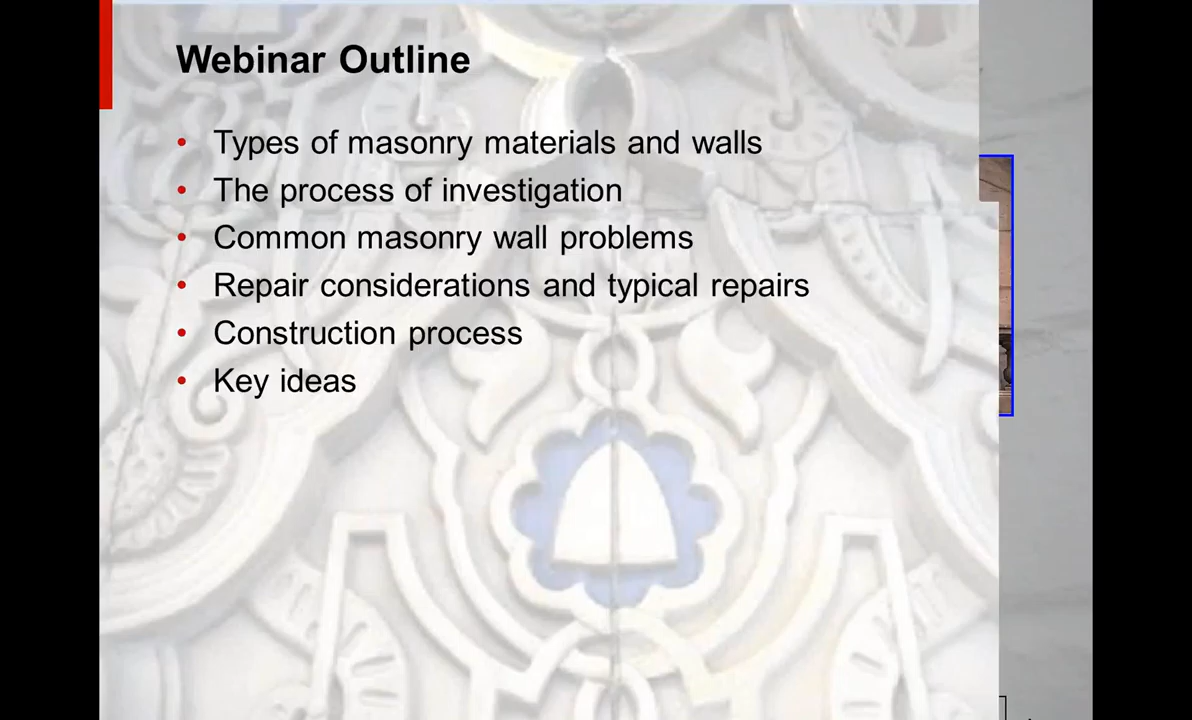 Webinar Outline
• Types of masonry materials and walls
• The process of investigation
• Common masonry wall problems
• Repair considerations and typical repairs
• Construction process
• Key ideas